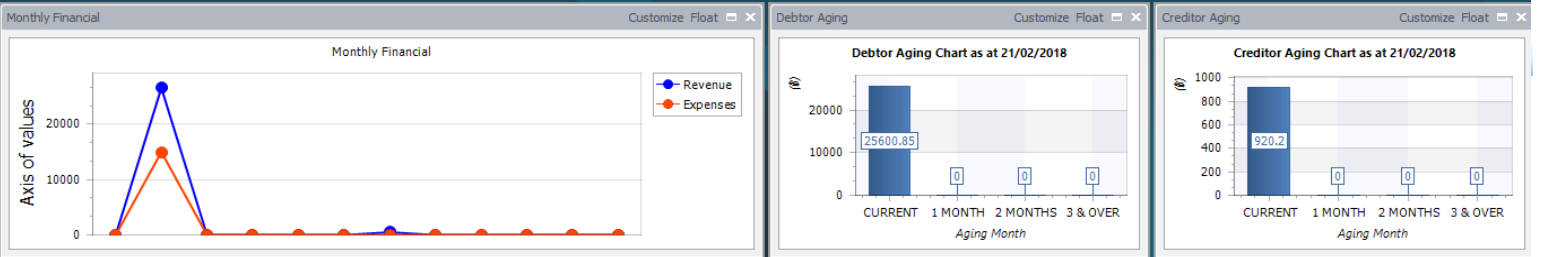 Monthly Financial Customize Float
Monthly Financial
Axis of values
20000
10000
0
Revenue
Expenses
Debtor Aging Customize Float
Debtor Aging Chart as at 21/02/2018
($)
20000
10000
0
25600.85
0 0 0
CURRENT 1 MONTH 2 MONTHS 3 & OVER
Aging Month
Creditor Aging Customize Float
Creditor Aging Chart as at 21/02/2018
($)
1000
800
600
400
200
0
920.2
0 0 0
CURRENT 1 MONTH 2 MONTHS 3 & OVER
Aging Month